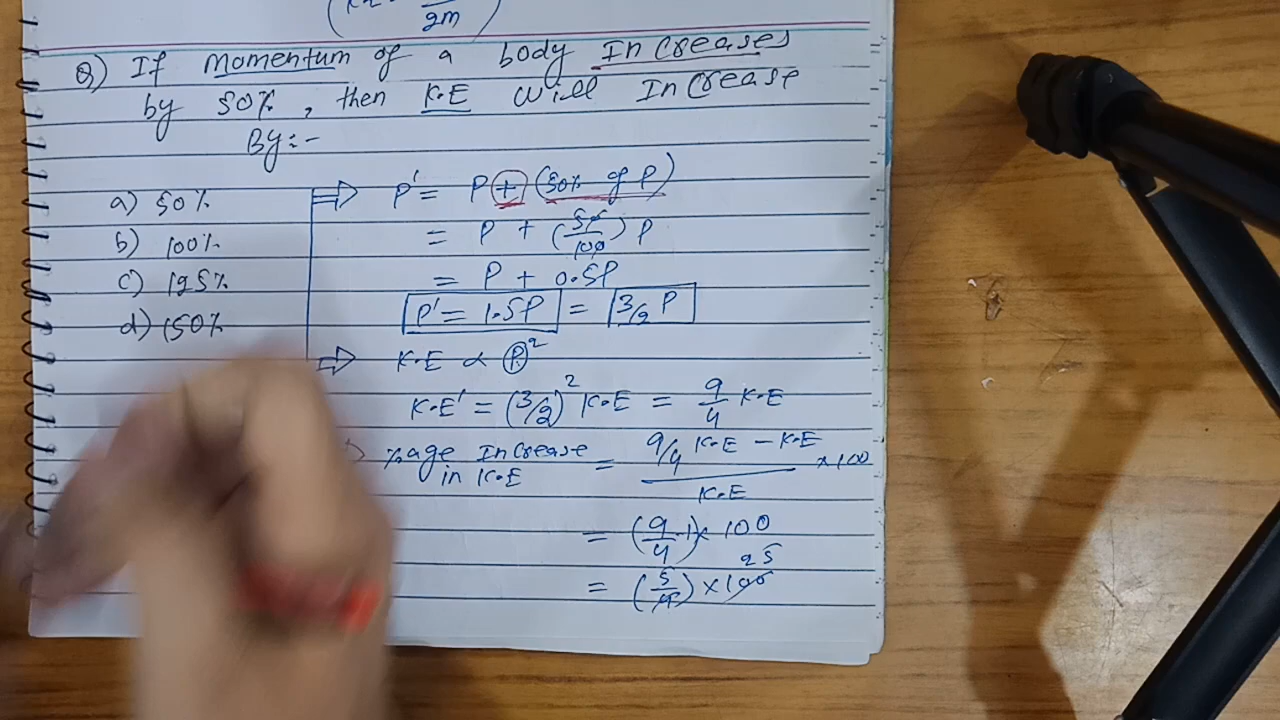 2m
Q) If Momentum of a body Increases
by 50%, then K.E will Increase
By:-
a) 50%
b) 100%
c) 125%
d) 150%
⇒ P' = P + (50% of P)
= P + (50/100) P
= P + 0.5P
P' = 1.5P = 3/2 P
⇒ K.E ∝ P²
K.E' = (3/2)² K.E = 9/4 K.E
%age Increase in K.E = (9/4 K.E - K.E)/K.E × 100
= (9/4 - 1) × 100
25
= (5/4) × 100